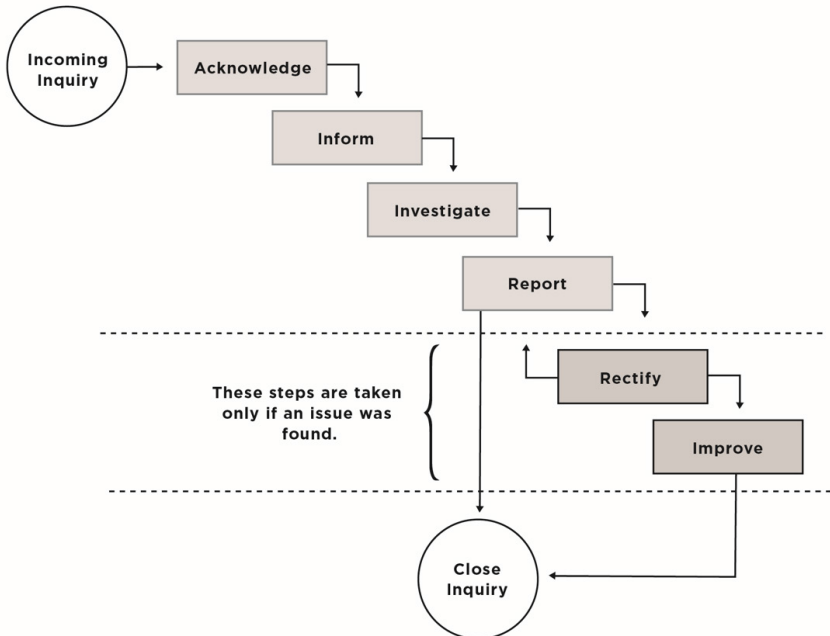 Incoming
Inquiry
Acknowledge
Inform
Investigate
Report
Rectify
These steps are taken
only if an issue was
found.
Improve
Close
Inquiry